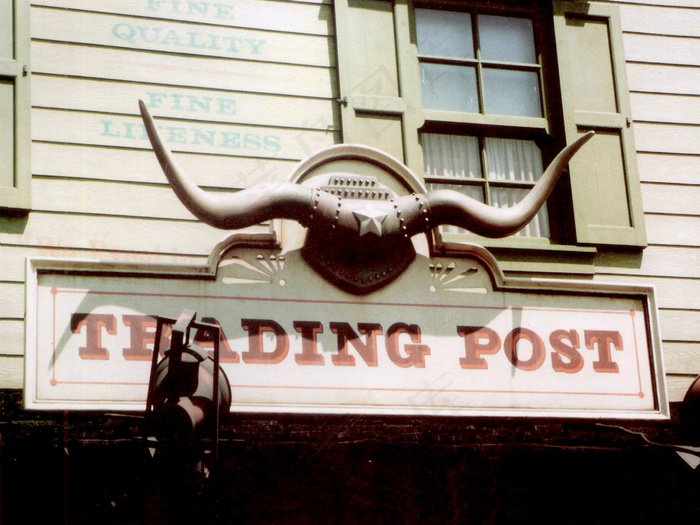 FINE
QUALITY
FINE
LIKENESS
TRADING POST